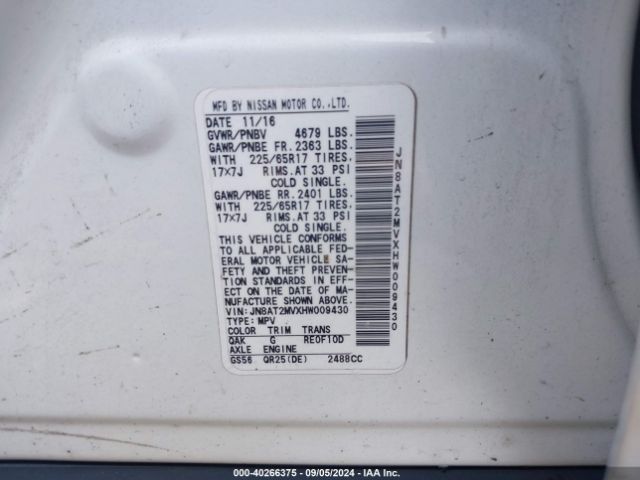 MFD BY NISSAN MOTOR CO.,LTD.
DATE 11/16
GVWR/PNBV 4679 LBS.
GAWR/PNBE FR. 2363 LBS.
WITH 225/65R17 TIRES,
17×7J RIMS, AT 33 PSI
COLD SINGLE.
GAWR/PNBE RR. 2401 LBS.
WITH 225/65R17 TIRES,
17×7J RIMS, AT 33 PSI
COLD SINGLE.
THIS VEHICLE CONFORMS
TO ALL APPLICABLE FED-
ERAL MOTOR VEHICLE SA-
FETY AND THEFT PREVEN-
TION STANDARDS IN EFF-
ECT ON THE DATE OF MA-
NUFACTURE SHOWN ABOVE.
VIN: JN8AT2MVXHW009430
TYPE: MPV
COLOR TRIM TRANS
QAK G RE0F10D
AXLE ENGINE
GS56 QR25(DE) 2488CC
JN8AT2MVXHW009430
000-40266375 - 09/05/2024 - IAA Inc.